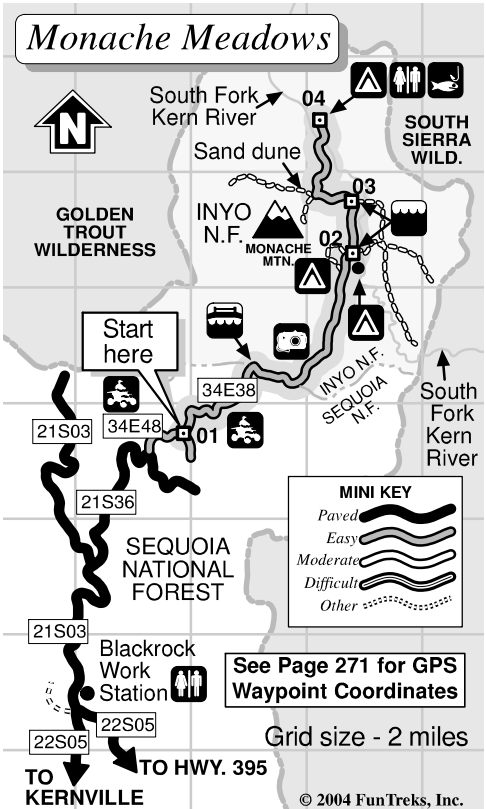 Monache Meadows
N
South Fork
Kern River
04
SOUTH
SIERRA
WILD.
Sand dune
03
GOLDEN
TROUT
WILDERNESS
INYO
N.F.
MONACHE
MTN.
02
Start
here
INYO N.F.
SEQUOIA
N.F.
34E38
South
Fork
Kern
River
21S03
34E48
01
21S36
MINI KEY
Paved
Easy
Moderate
Difficult
Other
SEQUOIA
NATIONAL
FOREST
21S03
Blackrock
Work
Station
See Page 271 for GPS
Waypoint Coordinates
22S05
22S05
Grid size - 2 miles
TO HWY. 395
TO
KERNVILLE
© 2004 FunTreks, Inc.